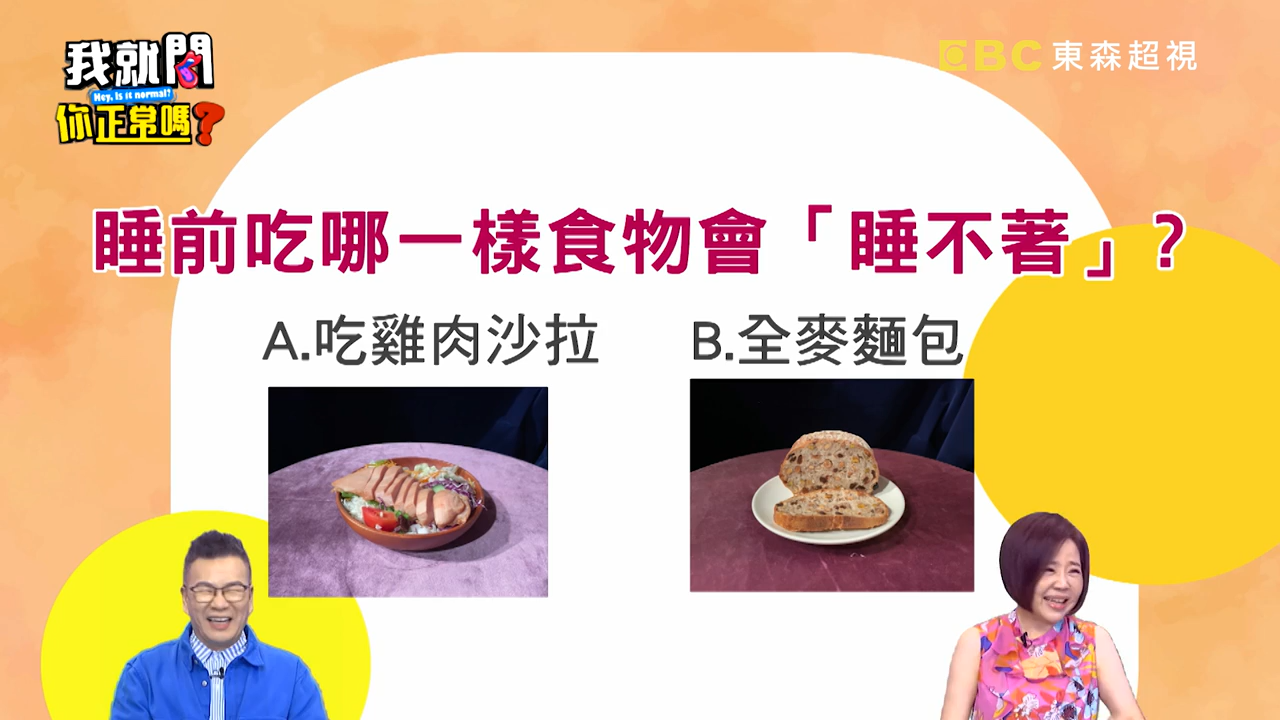 我就問
Hey, is it normal?
你正常嗎?
EBC 東森超視
睡前吃哪一樣食物會「睡不著」?
A.吃雞肉沙拉
B.全麥麵包